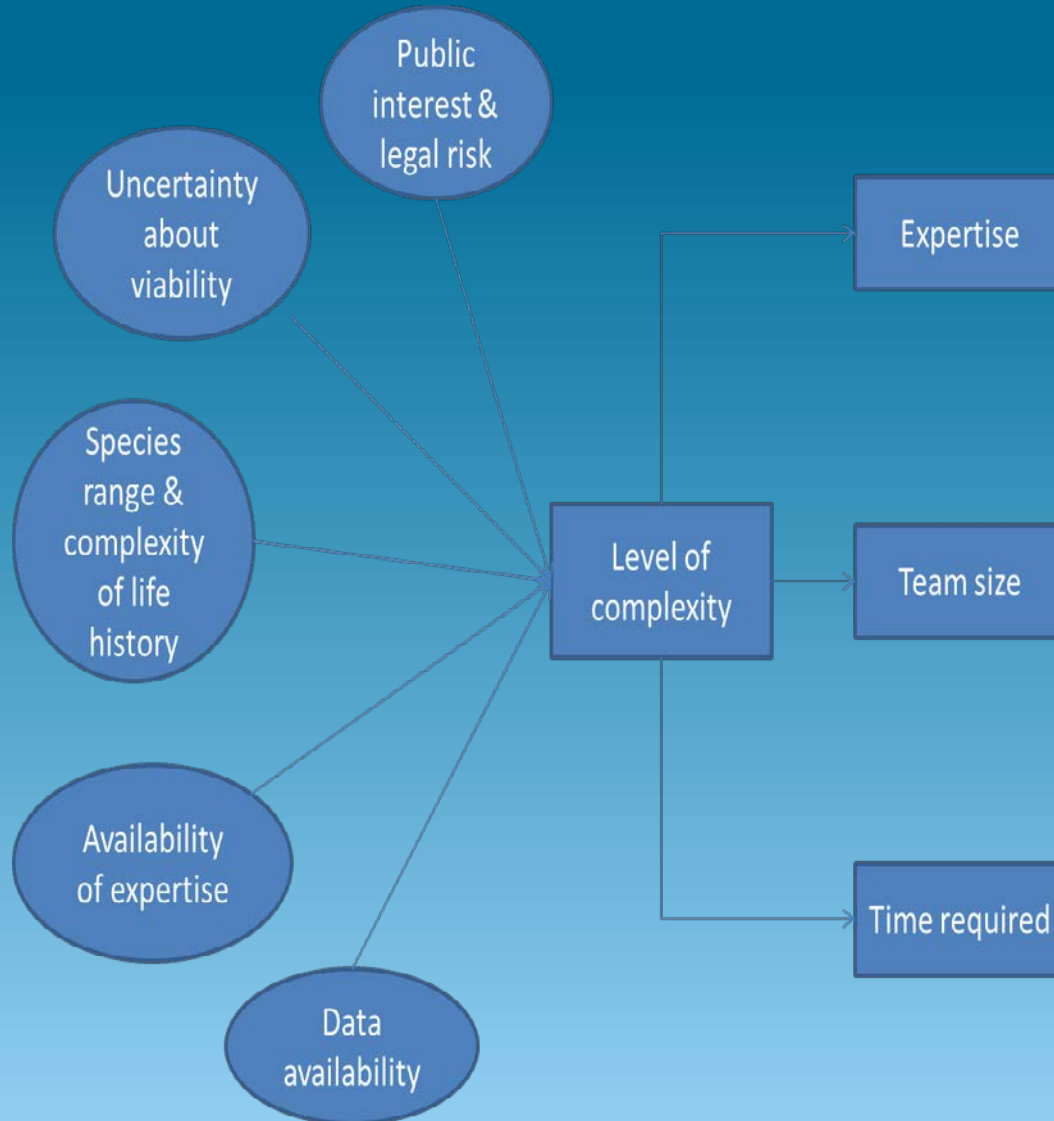 Public
interest &
legal risk
Uncertainty
about
viability
Species
range &
complexity
of life
history
Availability
of expertise
Data
availability
Level of
complexity
Expertise
Team size
Time required